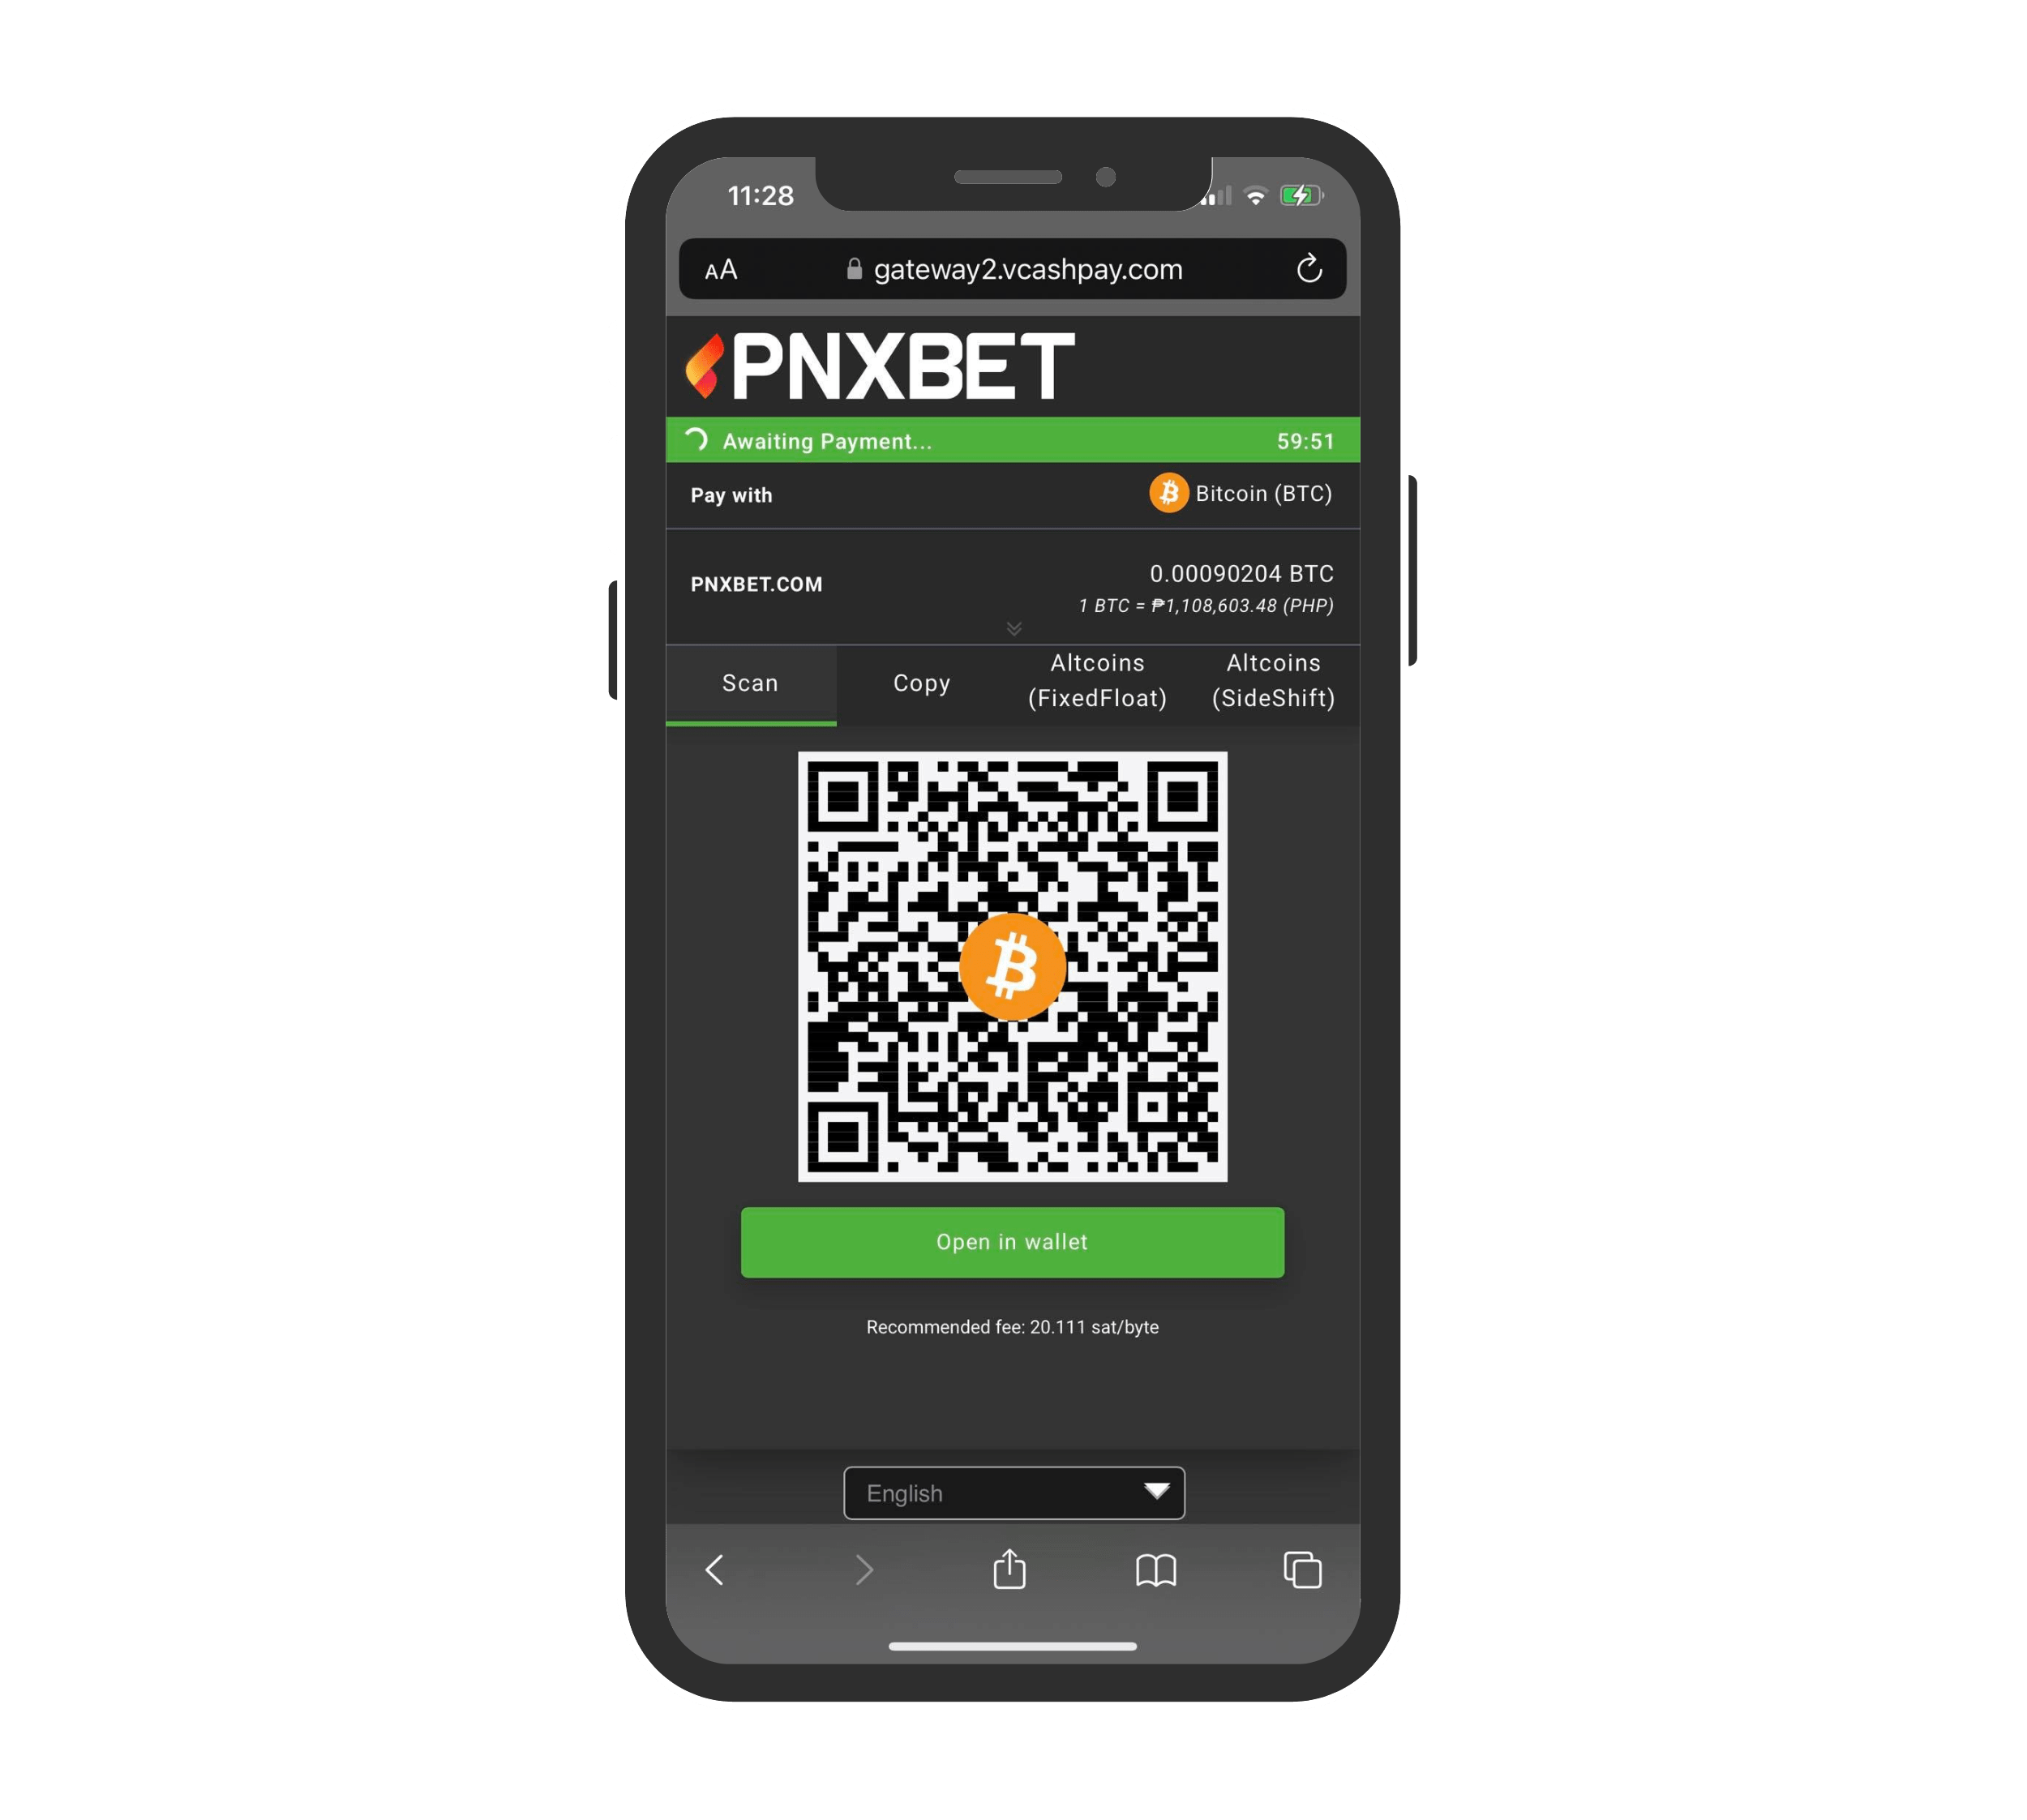 11:28
AA gateway2.vcashpay.com
PNXBET
Awaiting Payment... 59:51
Pay with Bitcoin (BTC)
PNXBET.COM 0.00090204 BTC
1 BTC = ₱1,108,603.48 (PHP)
Scan Copy Altcoins (FixedFloat) Altcoins (SideShift)
Open in wallet
Recommended fee: 20.111 sat/byte
English